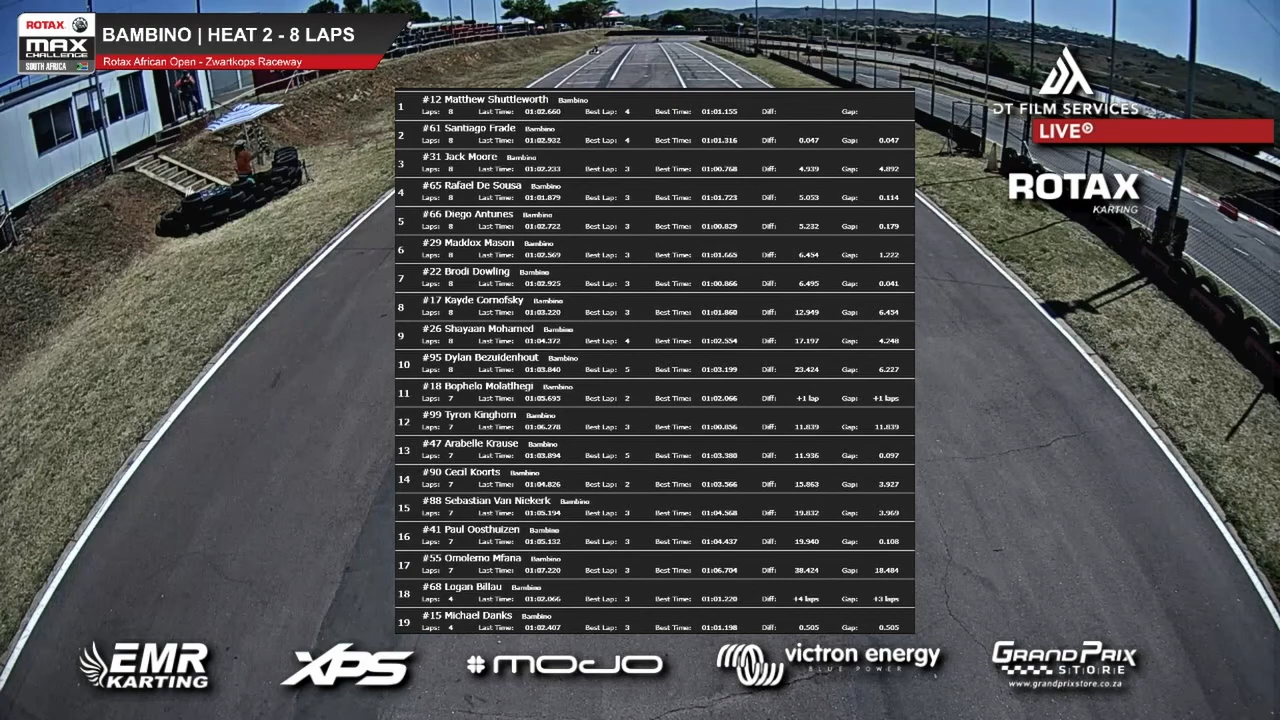 ROTAX
MAX
CHALLENGE
SOUTH AFRICA
BAMBINO | HEAT 2 - 8 LAPS
Rotax African Open - Zwartkops Raceway
DT FILM SERVICES
LIVE
ROTAX
KARTING
1 #12 Matthew Shuttleworth Bambino
Laps: 8 Last Time: 01:02.660 Best Lap: 4 Best Time: 01:01.155 Diff: Gap:
2 #61 Santiago Frade Bambino
Laps: 8 Last Time: 01:02.932 Best Lap: 4 Best Time: 01:01.316 Diff: 0.047 Gap: 0.047
3 #31 Jack Moore Bambino
Laps: 8 Last Time: 01:02.233 Best Lap: 3 Best Time: 01:00.768 Diff: 4.939 Gap: 4.892
4 #65 Rafael De Sousa Bambino
Laps: 8 Last Time: 01:01.879 Best Lap: 3 Best Time: 01:01.723 Diff: 5.053 Gap: 0.114
5 #66 Diego Antunes Bambino
Laps: 8 Last Time: 01:02.722 Best Lap: 3 Best Time: 01:00.829 Diff: 5.232 Gap: 0.179
6 #29 Maddox Mason Bambino
Laps: 8 Last Time: 01:02.569 Best Lap: 3 Best Time: 01:01.665 Diff: 6.454 Gap: 1.222
7 #22 Brodi Dowling Bambino
Laps: 8 Last Time: 01:02.925 Best Lap: 3 Best Time: 01:00.866 Diff: 6.495 Gap: 0.041
8 #17 Kayde Cornofsky Bambino
Laps: 8 Last Time: 01:03.220 Best Lap: 3 Best Time: 01:01.860 Diff: 12.949 Gap: 6.454
9 #26 Shayaan Mohamed Bambino
Laps: 8 Last Time: 01:04.372 Best Lap: 4 Best Time: 01:02.554 Diff: 17.197 Gap: 4.248
10 #95 Dylan Bezuidenhout Bambino
Laps: 8 Last Time: 01:03.840 Best Lap: 5 Best Time: 01:03.199 Diff: 23.424 Gap: 6.227
11 #18 Bophelo Molatlhegi Bambino
Laps: 7 Last Time: 01:05.695 Best Lap: 2 Best Time: 01:02.066 Diff: +1 lap Gap: +1 laps
12 #99 Tyron Kinghorn Bambino
Laps: 7 Last Time: 01:06.278 Best Lap: 3 Best Time: 01:00.856 Diff: 11.839 Gap: 11.839
13 #47 Arabelle Krause Bambino
Laps: 7 Last Time: 01:03.894 Best Lap: 5 Best Time: 01:03.380 Diff: 11.936 Gap: 0.097
14 #90 Cecil Koorts Bambino
Laps: 7 Last Time: 01:04.826 Best Lap: 2 Best Time: 01:03.566 Diff: 15.863 Gap: 3.927
15 #88 Sebastian Van Niekerk Bambino
Laps: 7 Last Time: 01:05.194 Best Lap: 3 Best Time: 01:04.568 Diff: 19.832 Gap: 3.969
16 #41 Paul Oosthuizen Bambino
Laps: 7 Last Time: 01:05.132 Best Lap: 3 Best Time: 01:04.437 Diff: 19.940 Gap: 0.108
17 #55 Omolemo Mfana Bambino
Laps: 7 Last Time: 01:07.220 Best Lap: 3 Best Time: 01:06.704 Diff: 38.424 Gap: 18.484
18 #68 Logan Billau Bambino
Laps: 4 Last Time: 01:02.066 Best Lap: 3 Best Time: 01:01.220 Diff: +4 laps Gap: +3 laps
19 #15 Michael Danks Bambino
Laps: 4 Last Time: 01:02.407 Best Lap: 3 Best Time: 01:01.198 Diff: 0.505 Gap: 0.505
EMR
KARTING
XPS
MOJO
victron energy
BLUE POWER
GRAND PRIX
STORE
www.grandprixstore.co.za